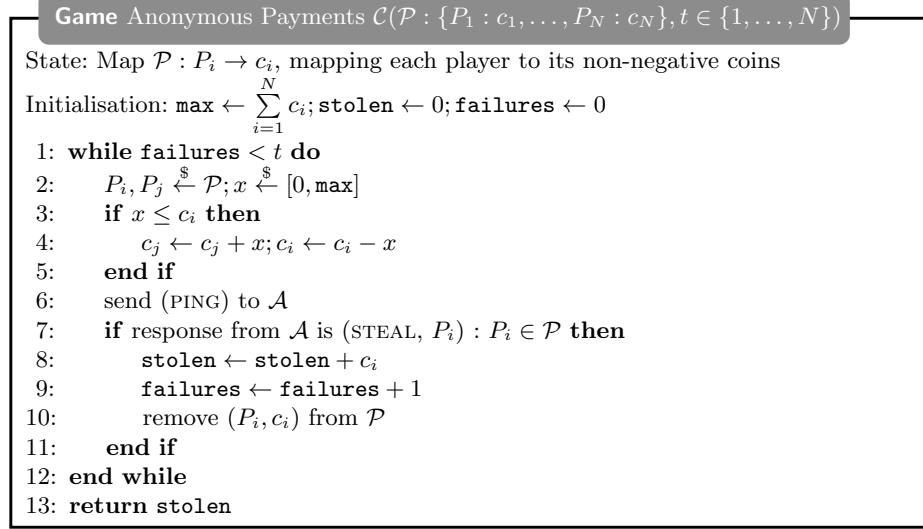 Game Anonymous Payments 𝒞(𝒫 : {P₁ : c₁, …, P_N : c_N}, t ∈ {1, …, N})
State: Map 𝒫 : Pᵢ → cᵢ, mapping each player to its non-negative coins
Initialisation: max ← ∑_{i=1}^{N} cᵢ; stolen ← 0; failures ← 0
1: while failures < t do
2: Pᵢ, Pⱼ ←$ 𝒫; x ←$ [0, max]
3: if x ≤ cᵢ then
4: cⱼ ← cⱼ + x; cᵢ ← cᵢ − x
5: end if
6: send (PING) to 𝒜
7: if response from 𝒜 is (STEAL, Pᵢ) : Pᵢ ∈ 𝒫 then
8: stolen ← stolen + cᵢ
9: failures ← failures + 1
10: remove (Pᵢ, cᵢ) from 𝒫
11: end if
12: end while
13: return stolen